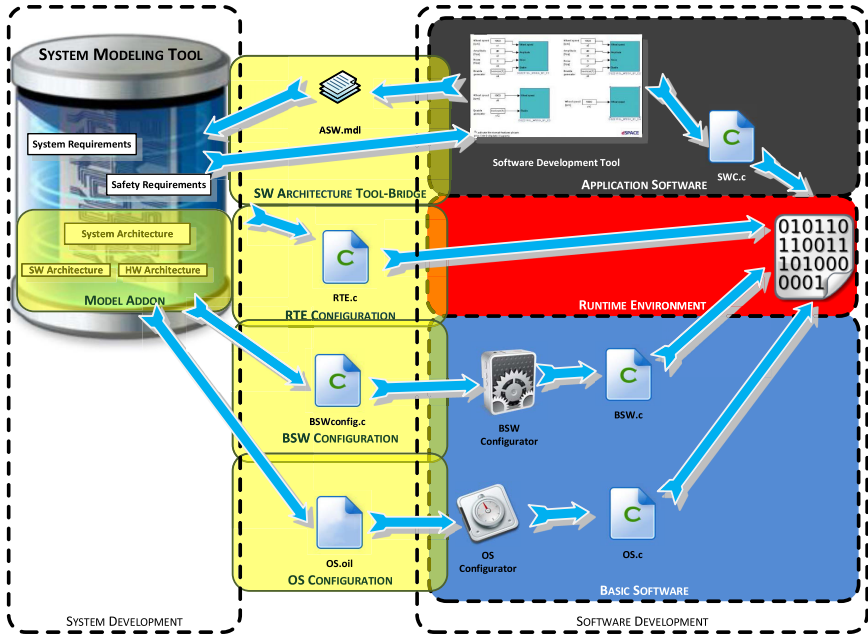 SYSTEM MODELING TOOL
System Requirements
Safety Requirements
System Architecture
SW Architecture
HW Architecture
MODEL ADDON
ASW.mdl
SW ARCHITECTURE TOOL-BRIDGE
RTE.c
RTE CONFIGURATION
BSWconfig.c
BSW CONFIGURATION
OS.oil
OS CONFIGURATION
dSPACE
Software Development Tool
C
SWC.c
APPLICATION SOFTWARE
010110
110011
101000
0001
RUNTIME ENVIRONMENT
C
C
BSW
Configurator
C
BSW.c
OS
Configurator
C
OS.c
BASIC SOFTWARE
SYSTEM DEVELOPMENT
SOFTWARE DEVELOPMENT